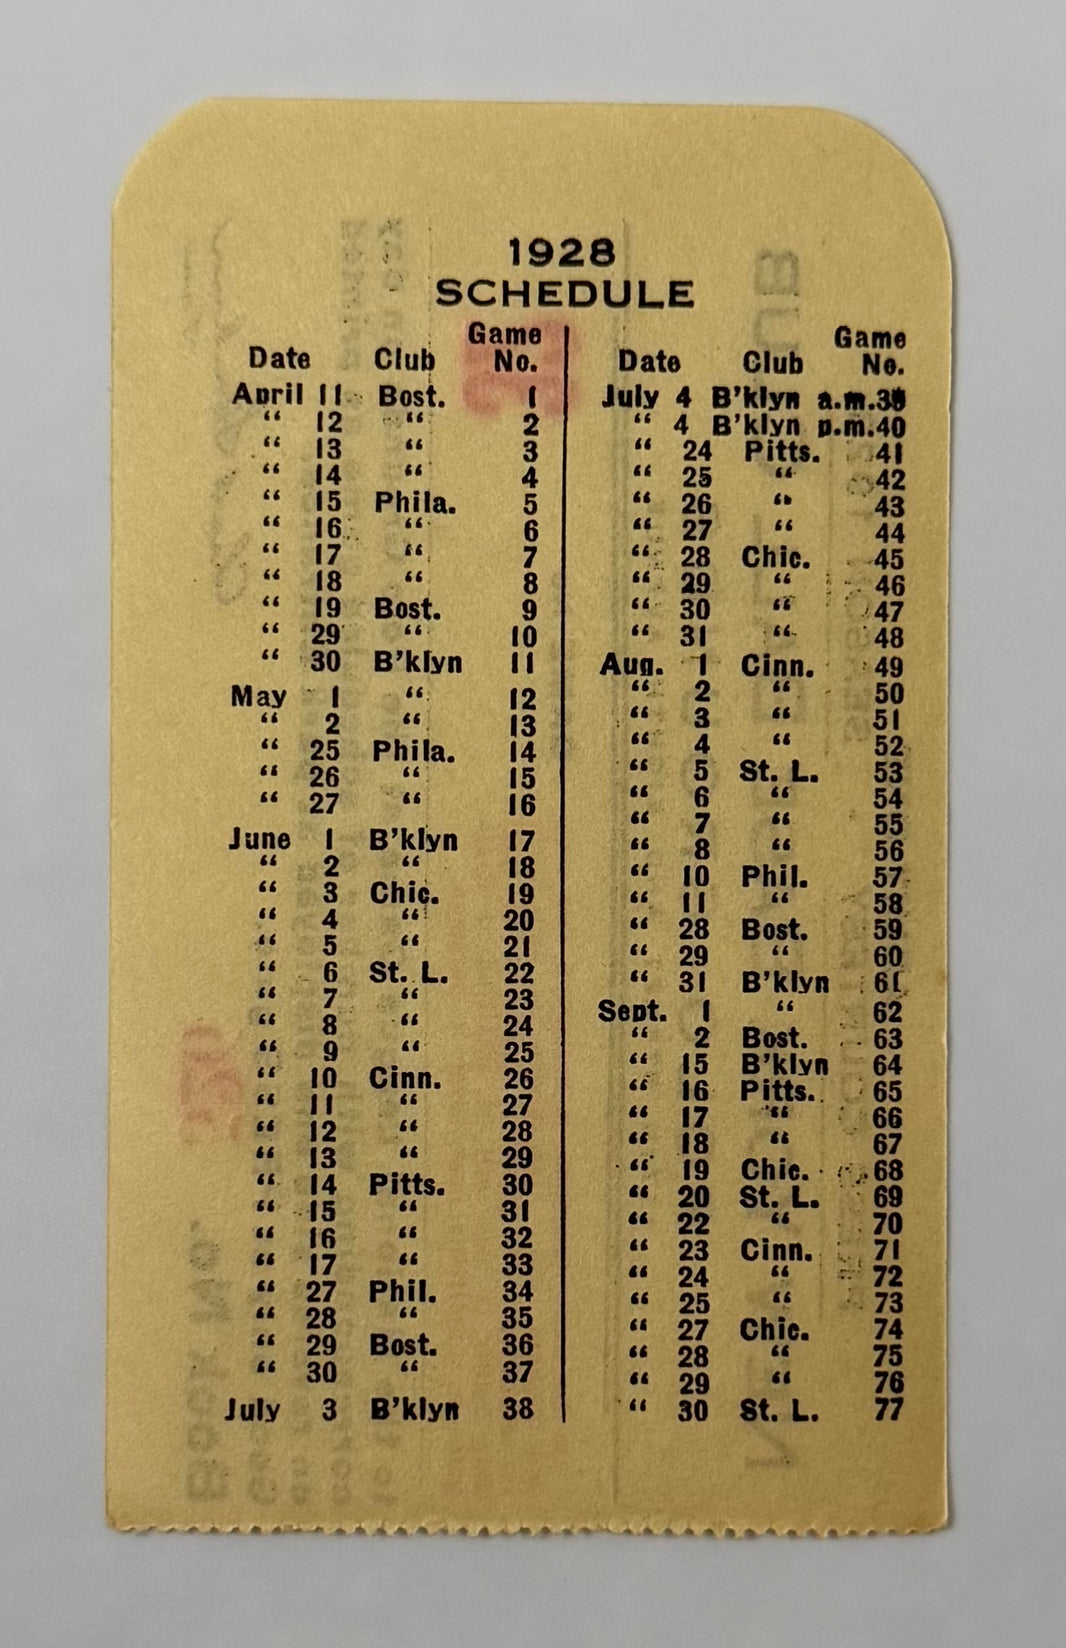 1928
SCHEDULE
Date Club Game No.
April 11 Bost. 1
“ 12 “ 2
“ 13 “ 3
“ 14 “ 4
“ 15 Phila. 5
“ 16 “ 6
“ 17 “ 7
“ 18 “ 8
“ 19 Bost. 9
“ 29 “ 10
“ 30 B’klyn 11
May 1 “ 12
“ 2 “ 13
“ 25 Phila. 14
“ 26 “ 15
“ 27 “ 16
June 1 B’klyn 17
“ 2 “ 18
“ 3 Chic. 19
“ 4 “ 20
“ 5 “ 21
“ 6 St. L. 22
“ 7 “ 23
“ 8 “ 24
“ 9 “ 25
“ 10 Cinn. 26
“ 11 “ 27
“ 12 “ 28
“ 13 “ 29
“ 14 Pitts. 30
“ 15 “ 31
“ 16 “ 32
“ 17 “ 33
“ 27 Phil. 34
“ 28 “ 35
“ 29 Bost. 36
“ 30 “ 37
July 3 B’klyn 38
Date Club Game No.
July 4 B’klyn a.m.39
“ 4 B’klyn p.m.40
“ 24 Pitts. 41
“ 25 “ 42
“ 26 “ 43
“ 27 “ 44
“ 28 Chic. 45
“ 29 “ 46
“ 30 “ 47
“ 31 “ 48
Aug. 1 Cinn. 49
“ 2 “ 50
“ 3 “ 51
“ 4 “ 52
“ 5 St. L. 53
“ 6 “ 54
“ 7 “ 55
“ 8 “ 56
“ 10 Phil. 57
“ 11 “ 58
“ 28 Bost. 59
“ 29 “ 60
“ 31 B’klyn 61
Sept. 1 “ 62
“ 2 Bost. 63
“ 15 B’klyn 64
“ 16 Pitts. 65
“ 17 “ 66
“ 18 “ 67
“ 19 Chic. 68
“ 20 St. L. 69
“ 22 “ 70
“ 23 Cinn. 71
“ 24 “ 72
“ 25 “ 73
“ 27 Chic. 74
“ 28 “ 75
“ 29 “ 76
“ 30 St. L. 77